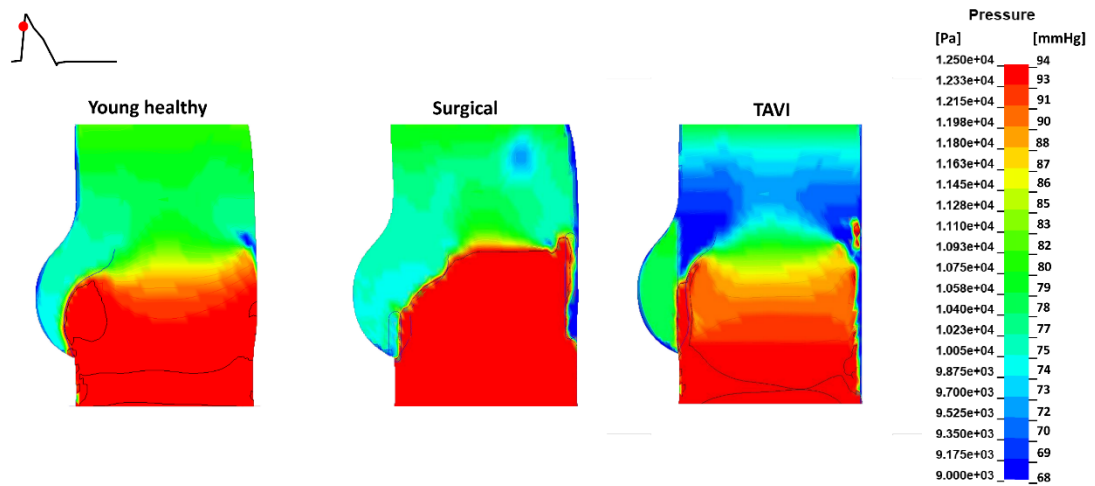 Pressure
[Pa] [mmHg]
Young healthy Surgical TAVI
1.250e+04 94
1.233e+04 93
1.215e+04 91
1.198e+04 90
1.180e+04 88
1.163e+04 87
1.145e+04 86
1.128e+04 85
1.110e+04 83
1.093e+04 82
1.075e+04 80
1.058e+04 79
1.040e+04 78
1.023e+04 77
1.005e+04 75
9.875e+03 74
9.700e+03 73
9.525e+03 72
9.350e+03 70
9.175e+03 69
9.000e+03 68